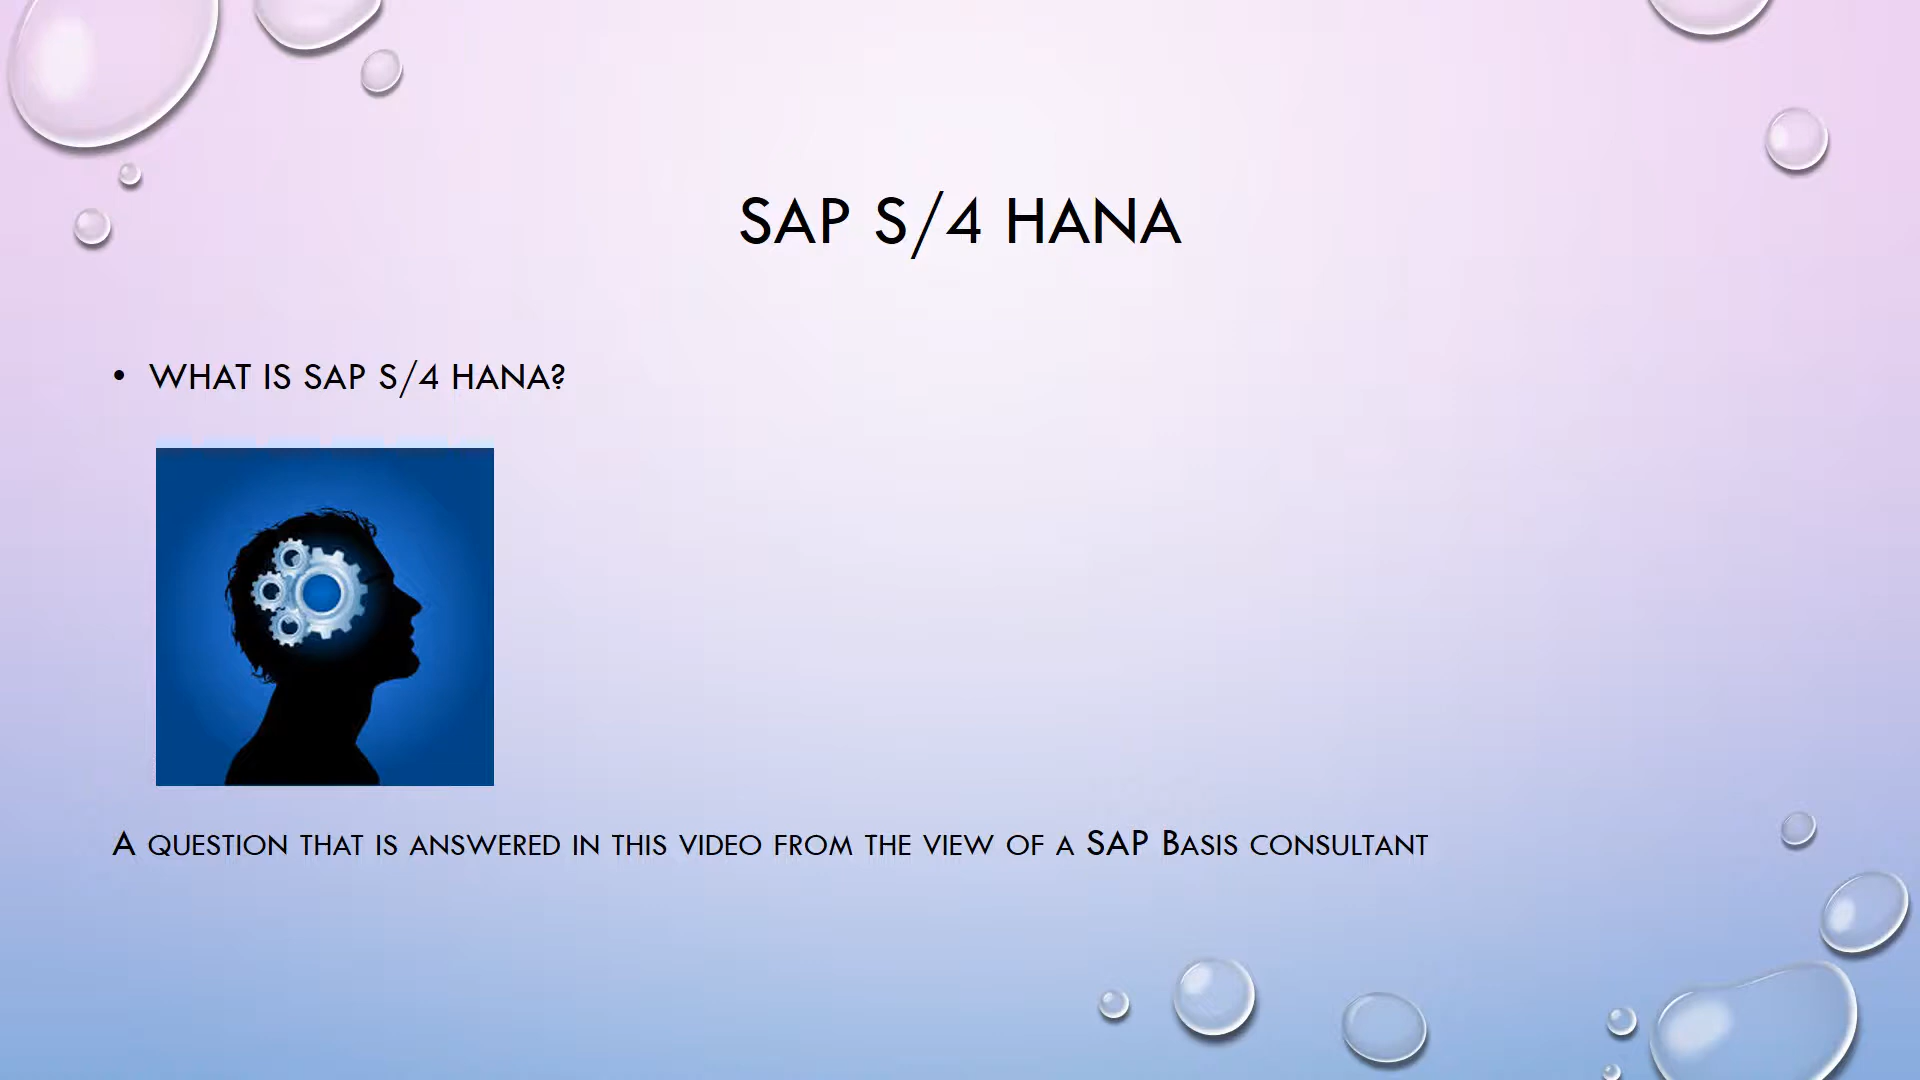 SAP S/4 HANA
• WHAT IS SAP S/4 HANA?
A QUESTION THAT IS ANSWERED IN THIS VIDEO FROM THE VIEW OF A SAP BASIS CONSULTANT